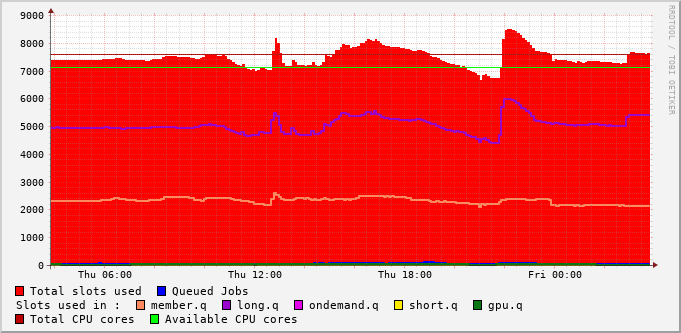 RRDTOOL / TOBI OETIKER
9000
8000
7000
6000
5000
4000
3000
2000
1000
0
Thu 06:00 Thu 12:00 Thu 18:00 Fri 00:00
Total slots used Queued Jobs
Slots used in : member.q long.q ondemand.q short.q gpu.q
Total CPU cores Available CPU cores